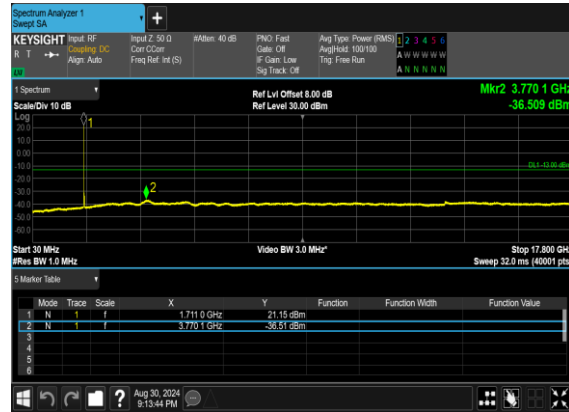 Spectrum Analyzer 1
Swept SA
+
KEYSIGHT Input: RF Input Z: 50 Ω #Atten: 40 dB PNO: Fast Avg Type: Power (RMS) 1 2 3 4 5 6
R T Coupling: DC Corr CCorr Gate: Off Avg|Hold: 100/100 A W W W W W
Align: Auto Freq Ref: Int (S) IF Gain: Low Trig: Free Run
LW Sig Track: Off A N N N N N
1 Spectrum Ref Lvl Offset 8.00 dB Mkr2 3.770 1 GHz
Scale/Div 10 dB Ref Level 30.00 dBm -36.509 dBm
Log
20.0
10.0
0.00
-10.0
-20.0
-30.0
-40.0
-50.0
-60.0
1
2
DL1 -13.00 dBm
Start 30 MHz Video BW 3.0 MHz* Stop 17.800 GHz
#Res BW 1.0 MHz Sweep 32.0 ms (40001 pts)
5 Marker Table
Mode Trace Scale X Y Function Function Width Function Value
1 N 1 f 1.711 0 GHz 21.15 dBm
2 N 1 f 3.770 1 GHz -36.51 dBm
3
4
5
6
? Aug 30, 2024
9:13:44 PM